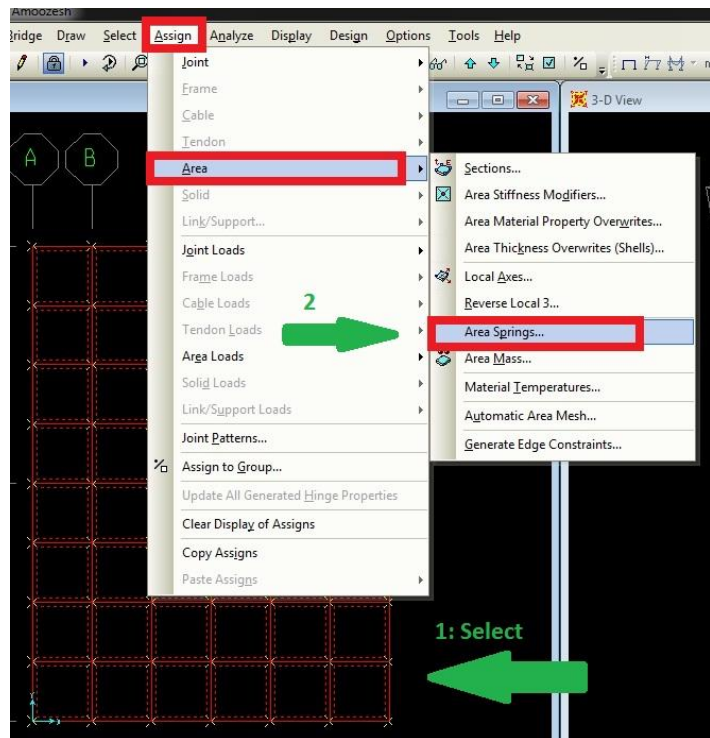 Amoozesh
Bridge Draw Select Assign Analyze Display Design Options Tools Help
3-D View
A B
Joint
Frame
Cable
Tendon
Area
Solid
Link/Support...
Joint Loads
Frame Loads
Cable Loads
Tendon Loads
Area Loads
Solid Loads
Link/Support Loads
Joint Patterns...
Assign to Group...
Update All Generated Hinge Properties
Clear Display of Assigns
Copy Assigns
Paste Assigns
2
Sections...
Area Stiffness Modifiers...
Area Material Property Overwrites...
Area Thickness Overwrites (Shells)...
Local Axes...
Reverse Local 3...
Area Springs...
Area Mass...
Material Temperatures...
Automatic Area Mesh...
Generate Edge Constraints...
1: Select